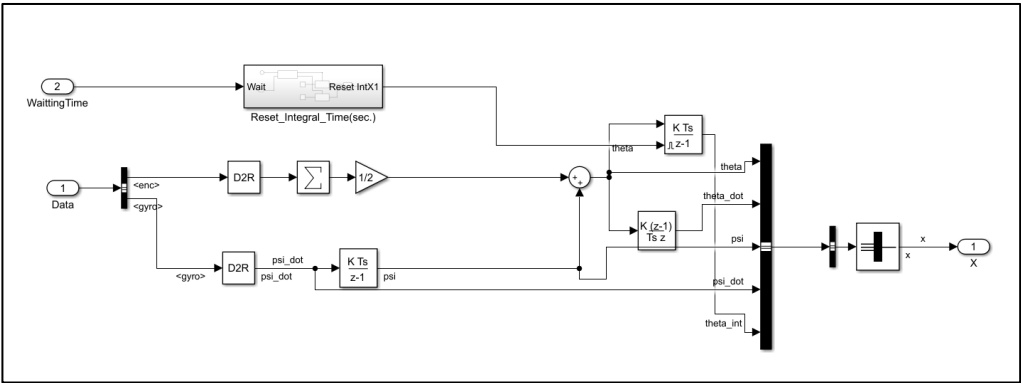 2
WaittingTime
Wait
Reset IntX1
Reset_Integral_Time(sec.)
1
Data
<enc>
<gyro>
D2R
∑
1/2
+
+
theta
K Ts
z-1
theta
theta_dot
K (z-1)
Ts z
psi
psi_dot
theta_int
<gyro>
D2R
psi_dot
psi_dot
K Ts
z-1
psi
x
x
1
X